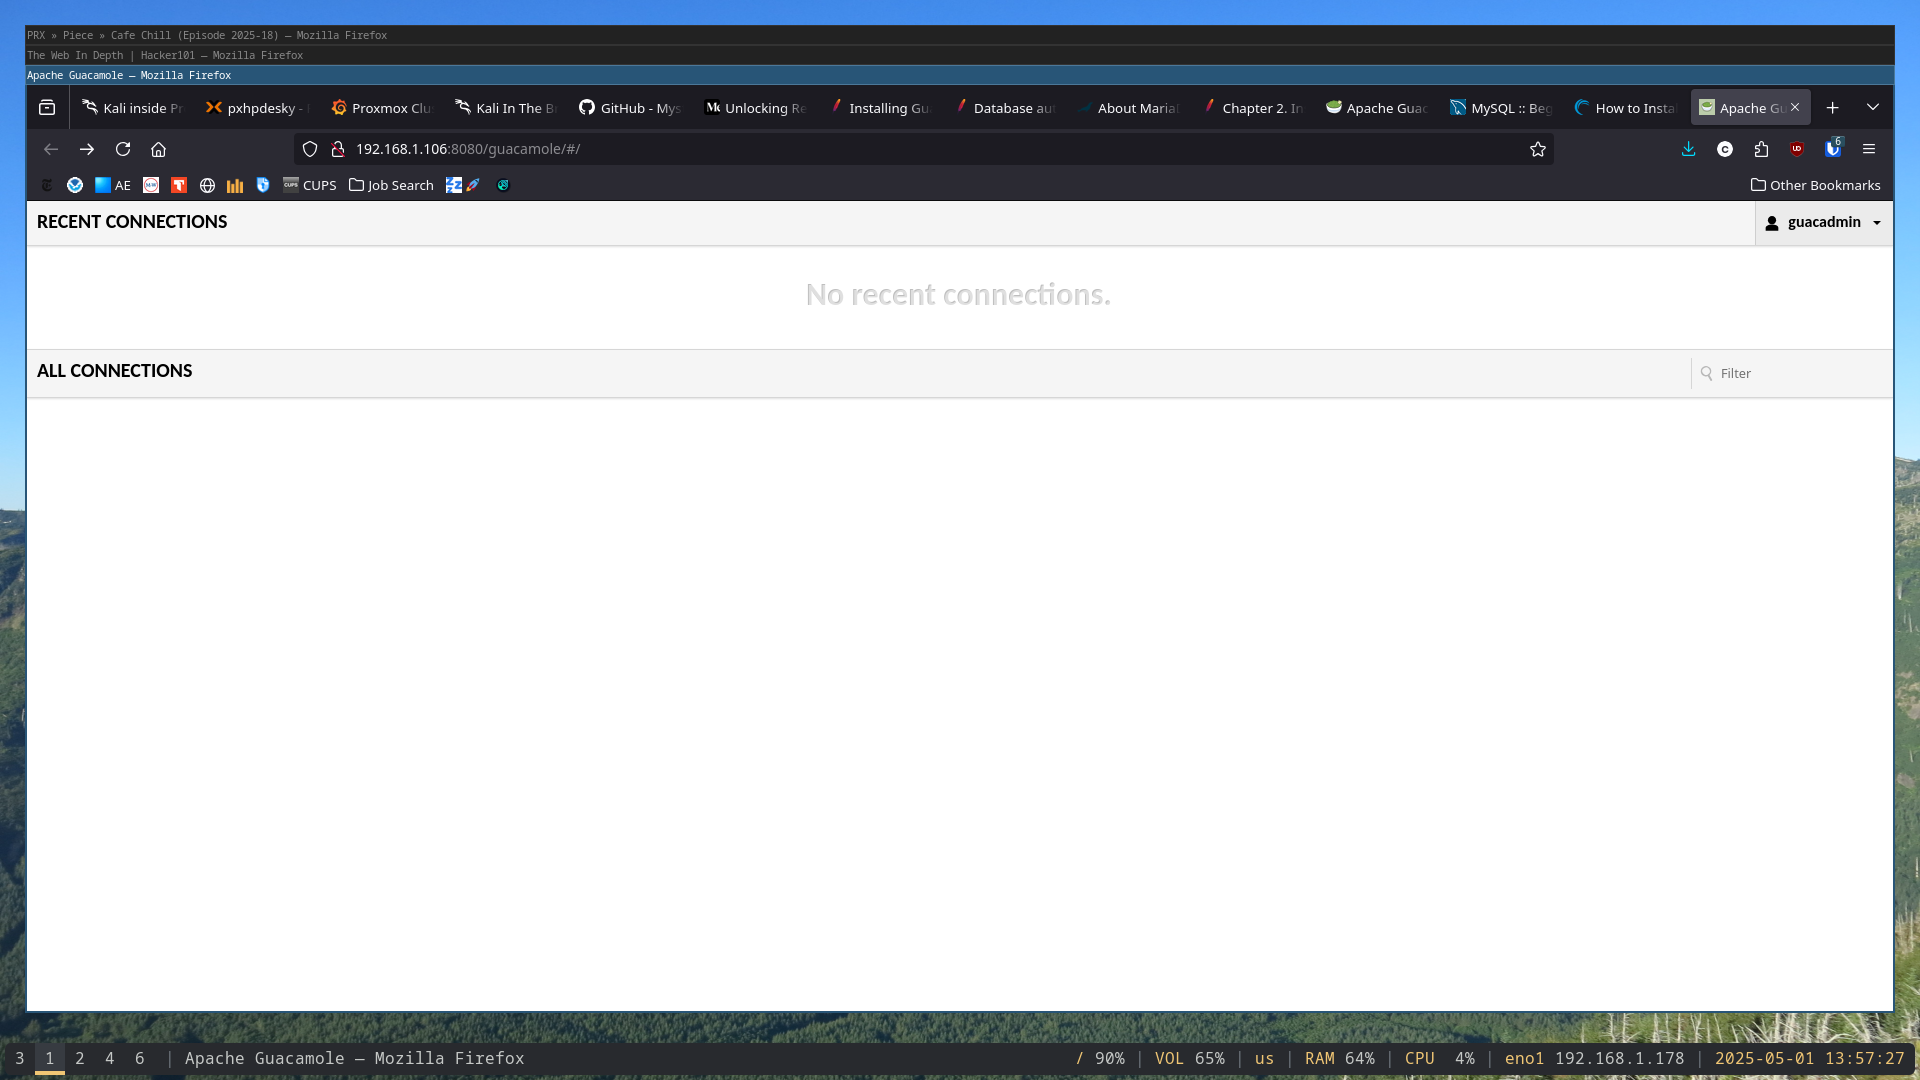 PRX » Piece » Cafe Chill (Episode 2025-18) — Mozilla Firefox
The Web In Depth | Hacker101 — Mozilla Firefox
Apache Guacamole — Mozilla Firefox
Kali inside Pr
pxhpdesky -
Proxmox Clu
Kali In The Br
GitHub - Mys
Unlocking Re
Installing Gu
Database aut
About Maria
Chapter 2. In
Apache Guac
MySQL :: Beg
How to Insta
Apache Gu
192.168.1.106:8080/guacamole/#/
6
AE
CUPS
Job Search
Other Bookmarks
RECENT CONNECTIONS
guacadmin
No recent connections.
ALL CONNECTIONS
Filter
3 1 2 4 6 | Apache Guacamole — Mozilla Firefox
/ 90% | VOL 65% | us | RAM 64% | CPU 4% | eno1 192.168.1.178 | 2025-05-01 13:57:27